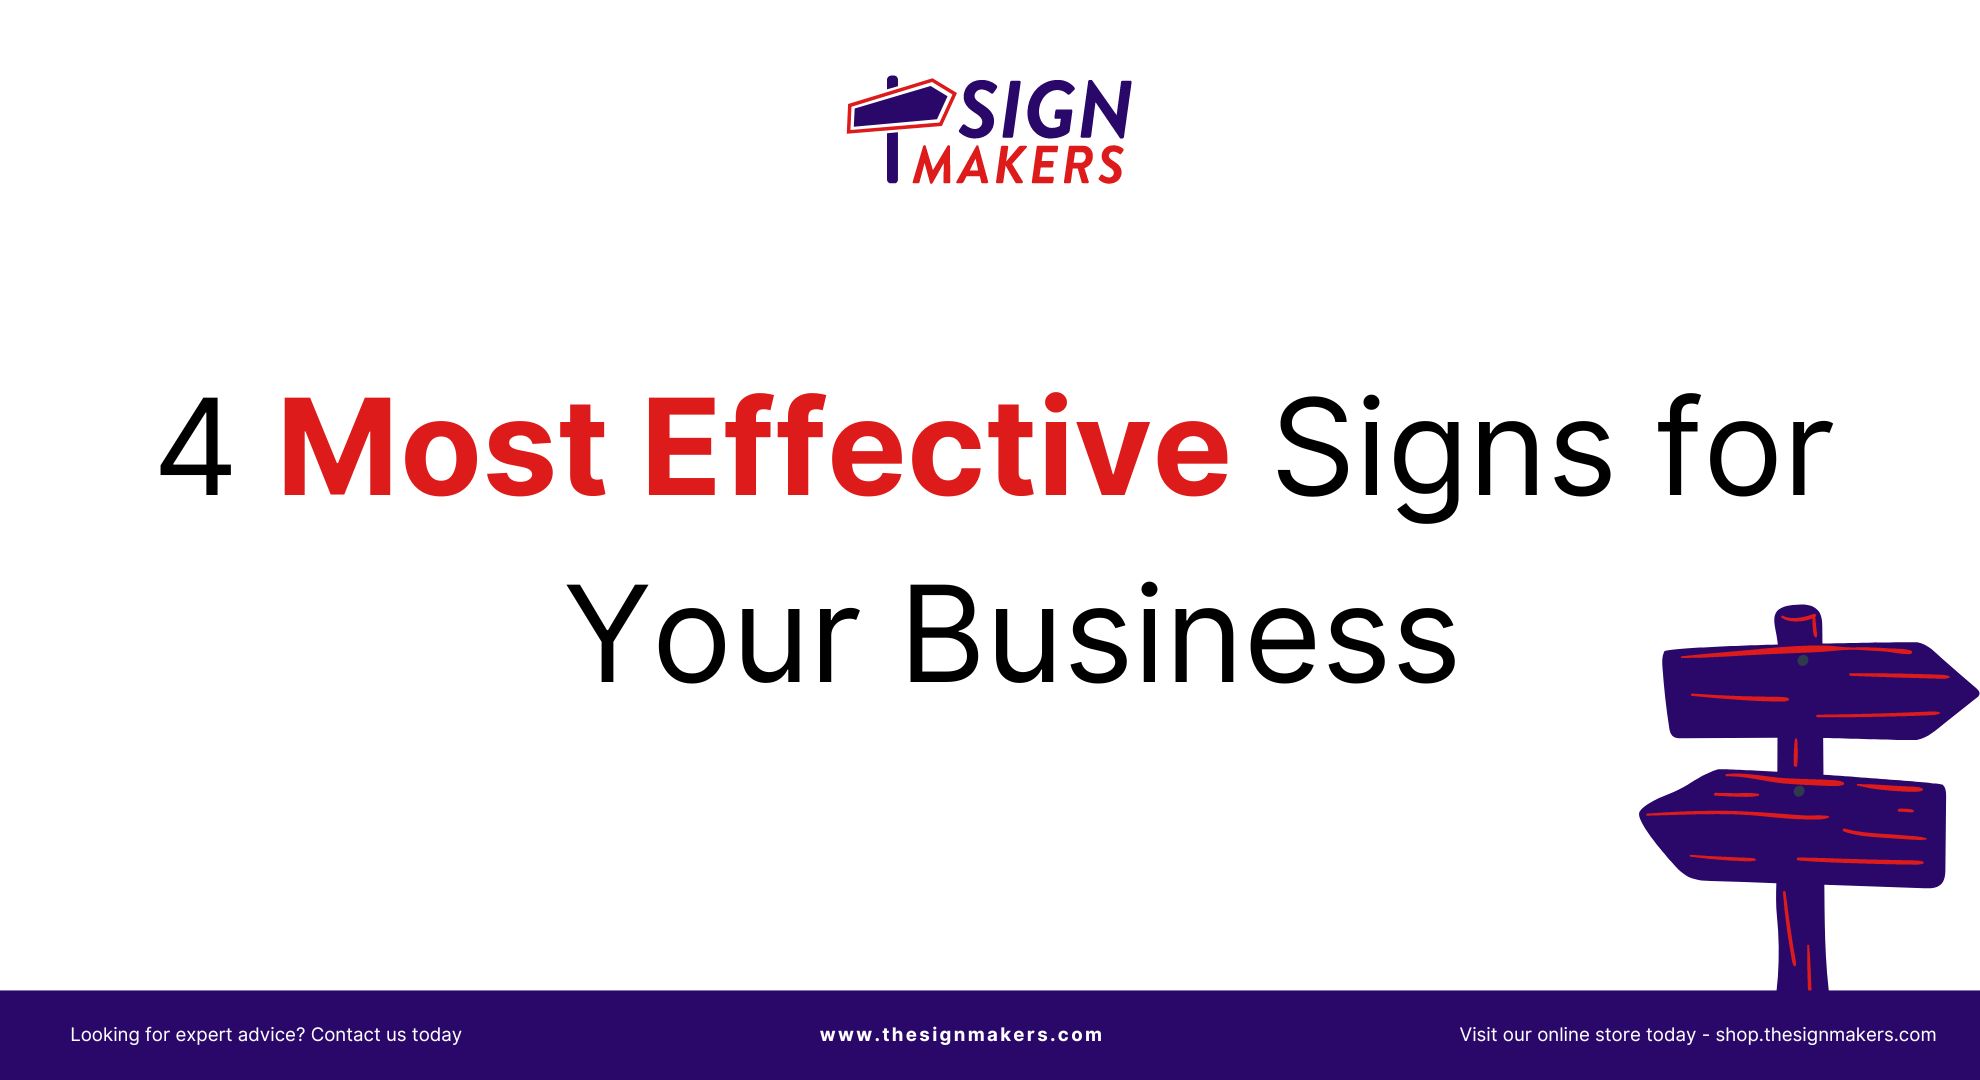 SIGN
MAKERS
4 Most Effective Signs for
Your Business
Looking for expert advice? Contact us today
www.thesignmakers.com
Visit our online store today - shop.thesignmakers.com